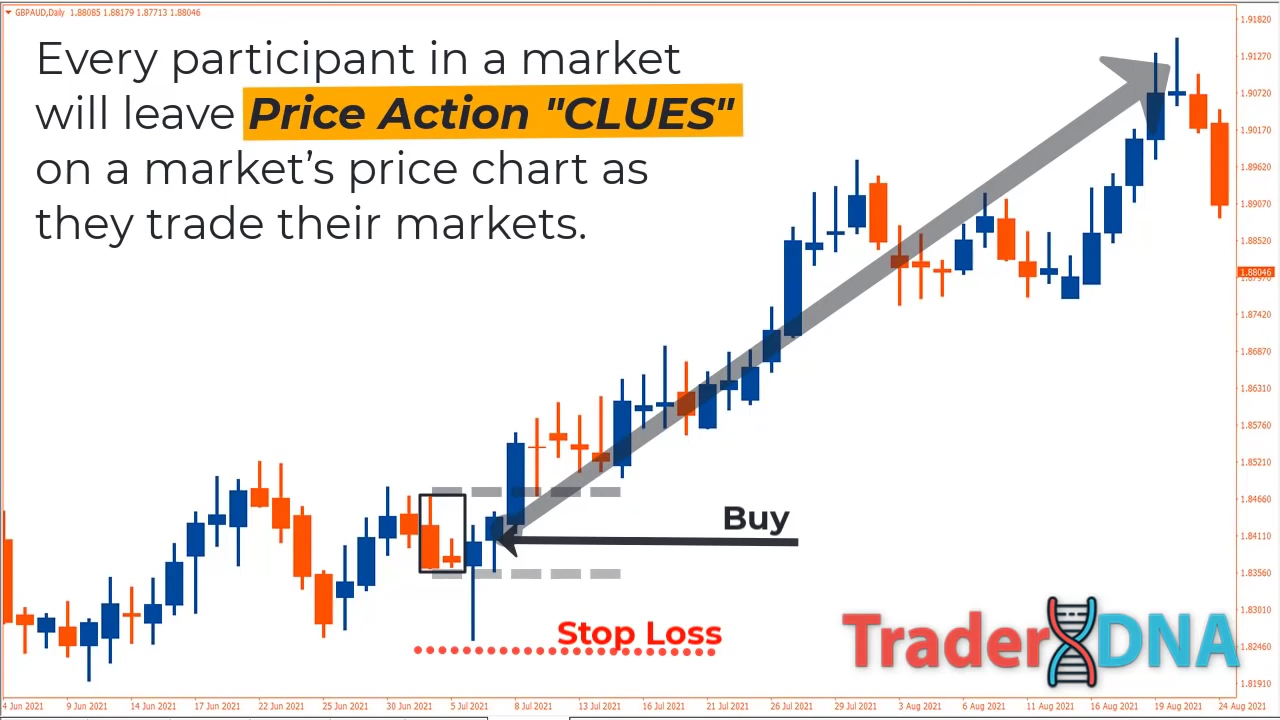 GBPAUD,Daily 1.88085 1.88179 1.87713 1.88046
Every participant in a market
will leave Price Action "CLUES"
on a market’s price chart as
they trade their markets.
1.91820
1.91270
1.90720
1.90170
1.89620
1.89070
1.88520
1.88046
1.87970
1.87420
1.86870
1.86310
1.85760
1.85210
1.84660
1.84110
1.83560
1.83010
1.82460
1.81910
Buy
Stop Loss
TraderDNA
4 Jun 2021
9 Jun 2021
14 Jun 2021
17 Jun 2021
22 Jun 2021
25 Jun 2021
30 Jun 2021
5 Jul 2021
8 Jul 2021
13 Jul 2021
16 Jul 2021
21 Jul 2021
26 Jul 2021
29 Jul 2021
3 Aug 2021
6 Aug 2021
11 Aug 2021
16 Aug 2021
19 Aug 2021
24 Aug 2021